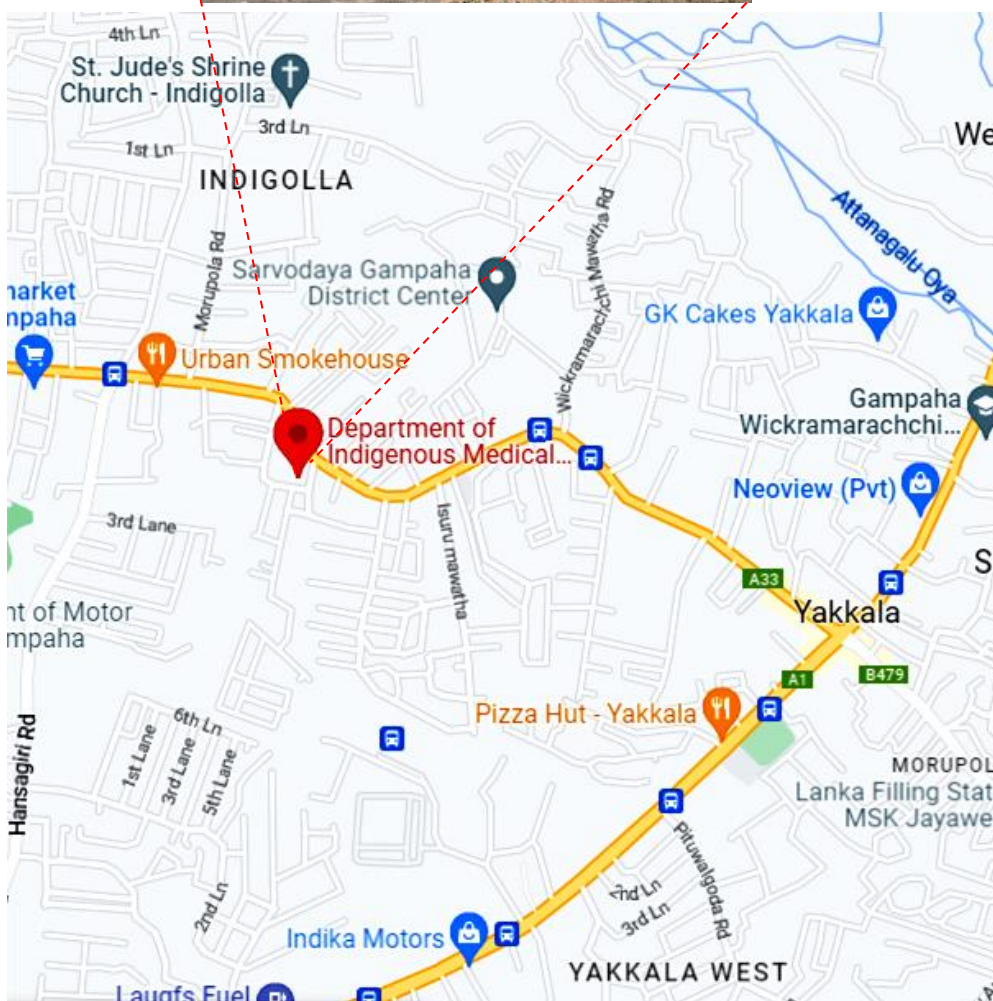 4th Ln
St. Jude's Shrine
Church - Indigolla
3rd Ln
1st Ln
We
INDIGOLLA
Attanagalu Oya
Morupola Rd
Wickramarachchi Mawatha Rd
Sarvodaya Gampaha
District Center
market
mpaha
GK Cakes Yakkala
Urban Smokehouse
Gampaha
Wickramarachchi...
Department of
Indigenous Medical...
Neoview (Pvt)
3rd Lane
Isuru mawatha
S
A33
nt of Motor
mpaha
Yakkala
A1
B479
Pizza Hut - Yakkala
6th Ln
1st Lane
3rd Lane
5th Lane
Hansagiri Rd
MORUPOL
Lanka Filling Stat
MSK Jayawe
Pituwalgoda Rd
2nd Ln
3rd Ln
2nd Ln
Indika Motors
YAKKALA WEST
Laugfs Fuel